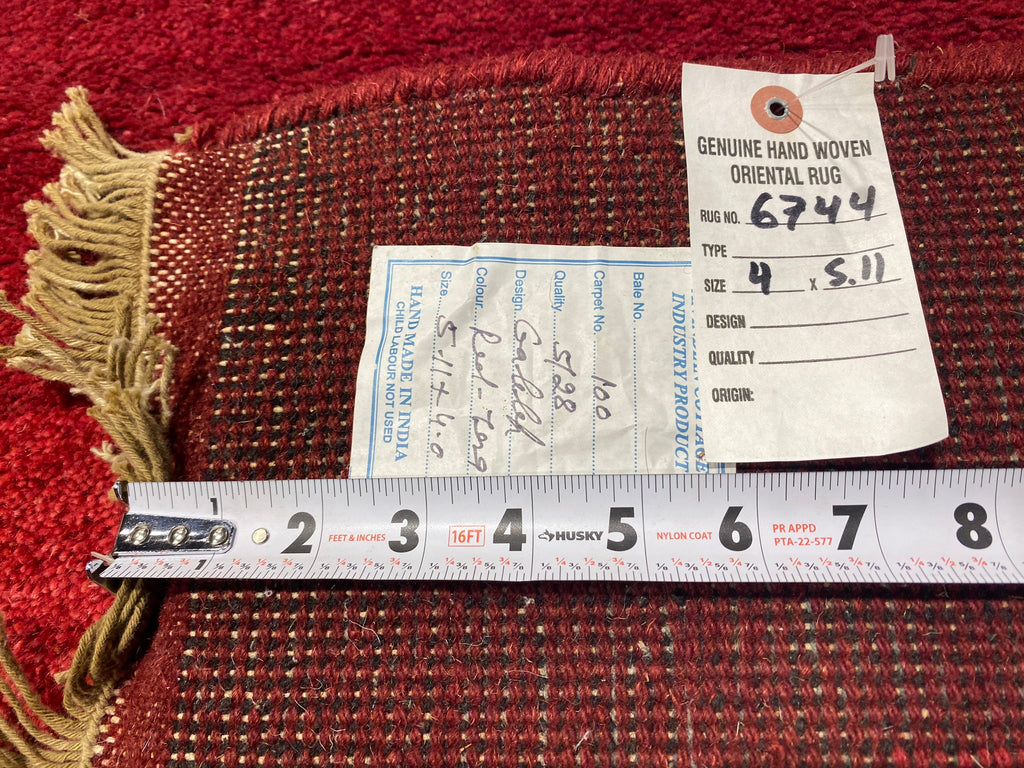 GENUINE HAND WOVEN
ORIENTAL RUG
RUG NO. 6744
TYPE
SIZE 4 x 5.11
DESIGN
QUALITY
ORIGIN:
INDUSTRY PRODUCT
Bale No.
Carpet No. 100
Quality 5/28
Design
Colour Red-
Size 5.11 x 4.0
HAND MADE IN INDIA
CHILD LABOUR NOT USED
1 2 FEET & INCHES 3 16FT 4 HUSKY 5 NYLON COAT 6 PR APPD PTA-22-577 7 8
1